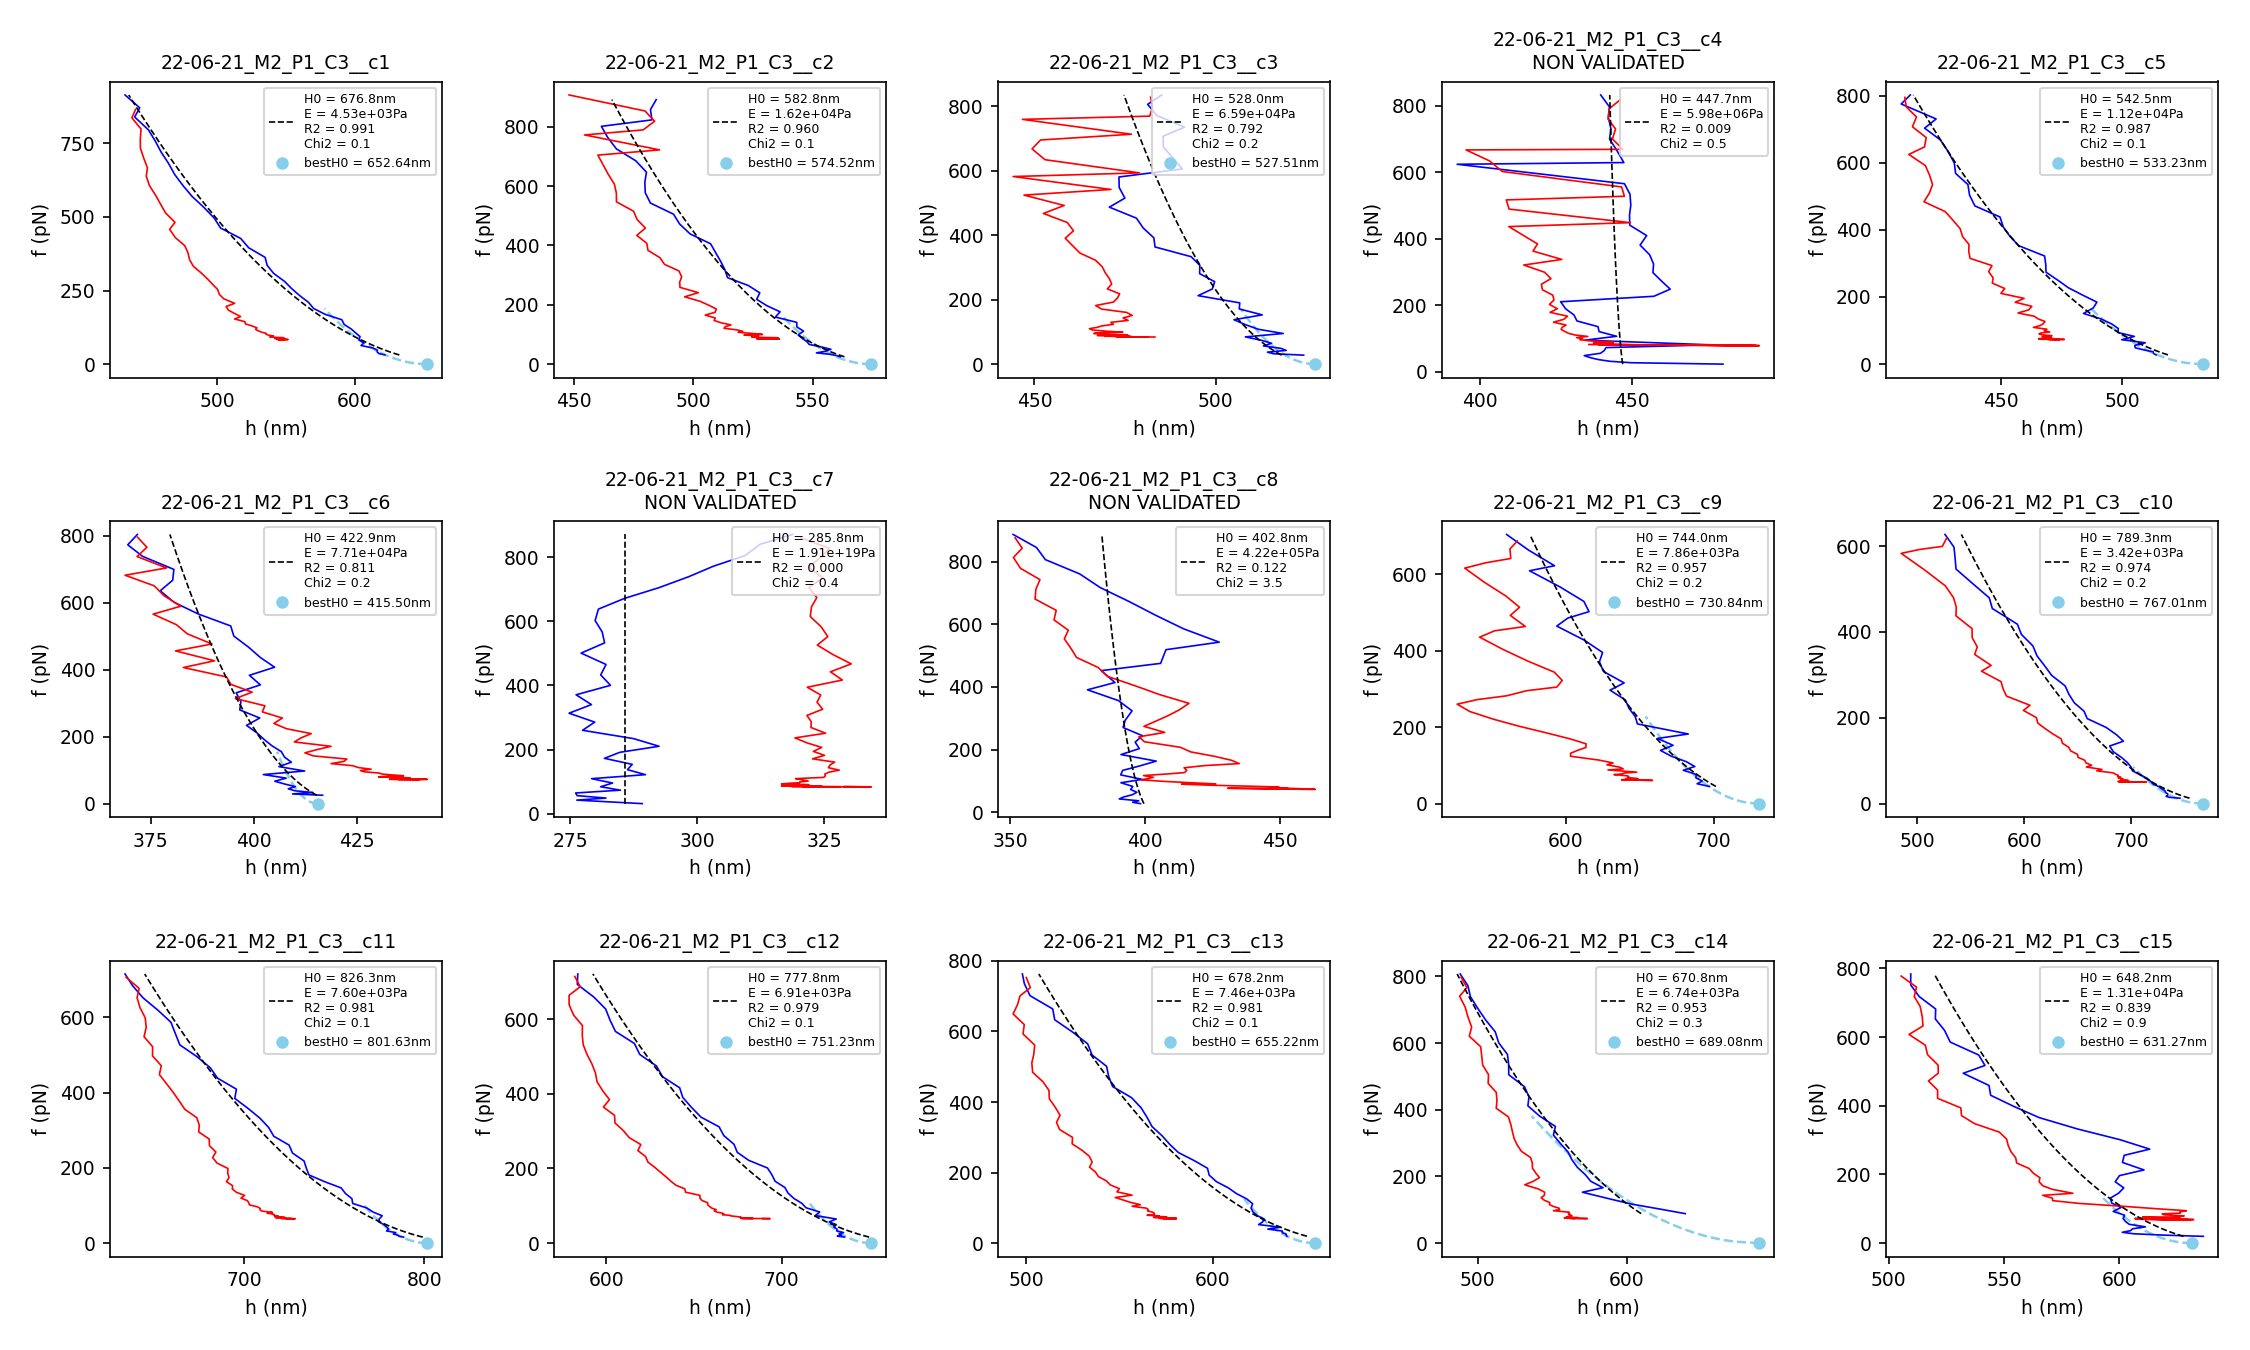 22-06-21_M2_P1_C3__c1
H0 = 676.8nm
E = 4.53e+03Pa
R2 = 0.991
Chi2 = 0.1
bestH0 = 652.64nm
f (pN)
750
500
250
0
500 600
h (nm)
22-06-21_M2_P1_C3__c2
H0 = 582.8nm
E = 1.62e+04Pa
R2 = 0.960
Chi2 = 0.1
bestH0 = 574.52nm
f (pN)
800
600
400
200
0
450 500 550
h (nm)
22-06-21_M2_P1_C3__c3
H0 = 528.0nm
E = 6.59e+04Pa
R2 = 0.792
Chi2 = 0.2
bestH0 = 527.51nm
f (pN)
800
600
400
200
0
450 500
h (nm)
22-06-21_M2_P1_C3__c4
NON VALIDATED
H0 = 447.7nm
E = 5.98e+06Pa
R2 = 0.009
Chi2 = 0.5
f (pN)
800
600
400
200
0
400 450
h (nm)
22-06-21_M2_P1_C3__c5
H0 = 542.5nm
E = 1.12e+04Pa
R2 = 0.987
Chi2 = 0.1
bestH0 = 533.23nm
f (pN)
800
600
400
200
0
450 500
h (nm)
22-06-21_M2_P1_C3__c6
H0 = 422.9nm
E = 7.71e+04Pa
R2 = 0.811
Chi2 = 0.2
bestH0 = 415.50nm
f (pN)
800
600
400
200
0
375 400 425
h (nm)
22-06-21_M2_P1_C3__c7
NON VALIDATED
H0 = 285.8nm
E = 1.91e+19Pa
R2 = 0.000
Chi2 = 0.4
f (pN)
800
600
400
200
0
275 300 325
h (nm)
22-06-21_M2_P1_C3__c8
NON VALIDATED
H0 = 402.8nm
E = 4.22e+05Pa
R2 = 0.122
Chi2 = 3.5
f (pN)
800
600
400
200
0
350 400 450
h (nm)
22-06-21_M2_P1_C3__c9
H0 = 744.0nm
E = 7.86e+03Pa
R2 = 0.957
Chi2 = 0.2
bestH0 = 730.84nm
f (pN)
600
400
200
0
600 700
h (nm)
22-06-21_M2_P1_C3__c10
H0 = 789.3nm
E = 3.42e+03Pa
R2 = 0.974
Chi2 = 0.2
bestH0 = 767.01nm
f (pN)
600
400
200
0
500 600 700
h (nm)
22-06-21_M2_P1_C3__c11
H0 = 826.3nm
E = 7.60e+03Pa
R2 = 0.981
Chi2 = 0.1
bestH0 = 801.63nm
f (pN)
600
400
200
0
700 800
h (nm)
22-06-21_M2_P1_C3__c12
H0 = 777.8nm
E = 6.91e+03Pa
R2 = 0.979
Chi2 = 0.1
bestH0 = 751.23nm
f (pN)
600
400
200
0
600 700
h (nm)
22-06-21_M2_P1_C3__c13
H0 = 678.2nm
E = 7.46e+03Pa
R2 = 0.981
Chi2 = 0.1
bestH0 = 655.22nm
f (pN)
800
600
400
200
0
500 600
h (nm)
22-06-21_M2_P1_C3__c14
H0 = 670.8nm
E = 6.74e+03Pa
R2 = 0.953
Chi2 = 0.3
bestH0 = 689.08nm
f (pN)
800
600
400
200
0
500 600
h (nm)
22-06-21_M2_P1_C3__c15
H0 = 648.2nm
E = 1.31e+04Pa
R2 = 0.839
Chi2 = 0.9
bestH0 = 631.27nm
f (pN)
800
600
400
200
0
500 550 600
h (nm)